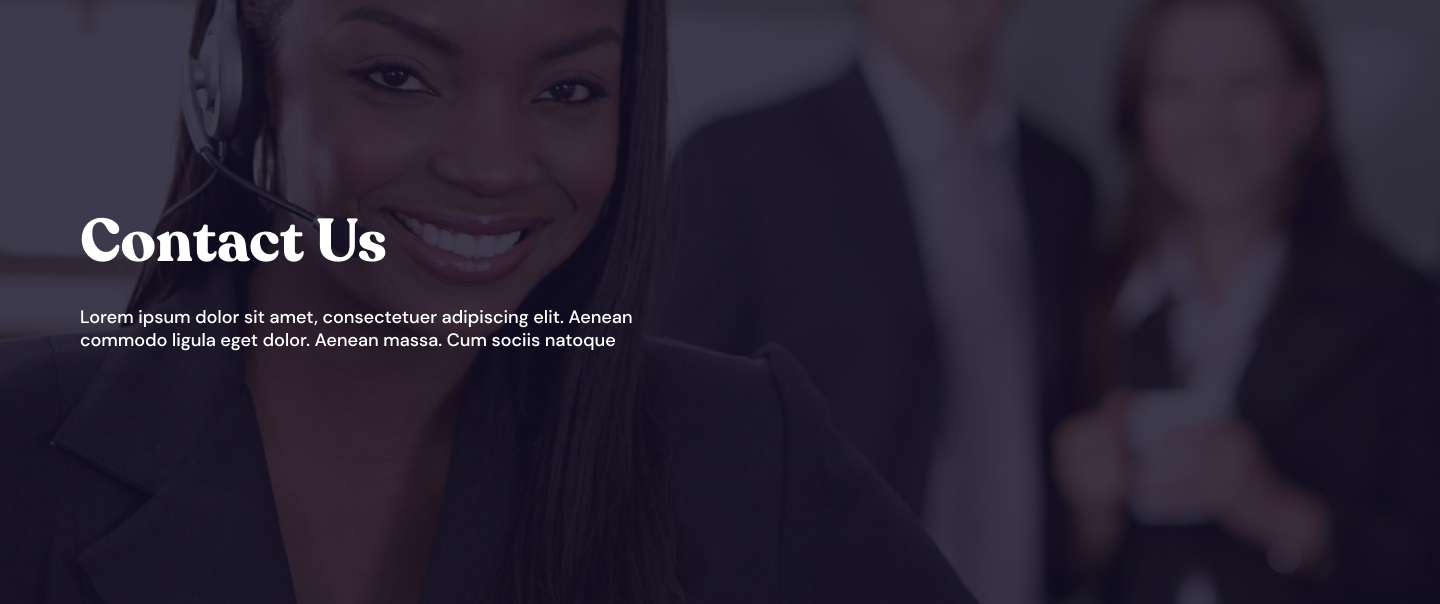 Contact Us
Lorem ipsum dolor sit amet, consectetuer adipiscing elit. Aenean
commodo ligula eget dolor. Aenean massa. Cum sociis natoque